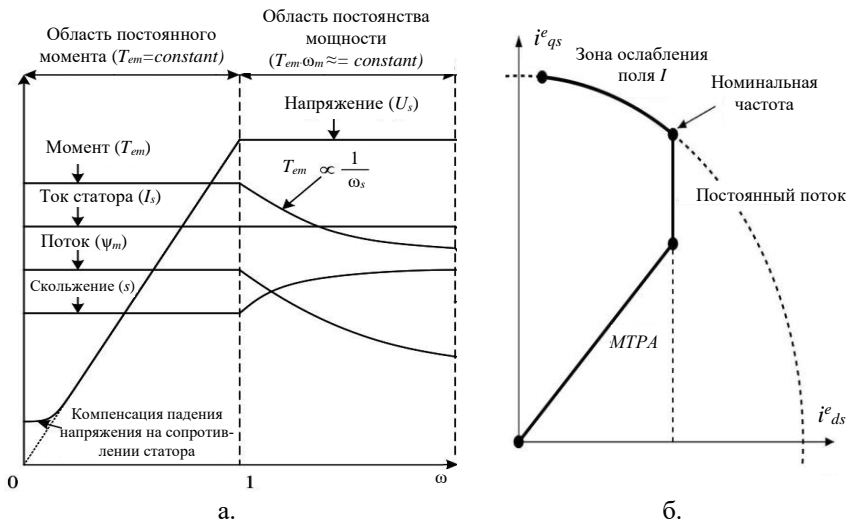 Область постоянного
момента (Tem=constant)
Область постоянства
мощности
(Tem·ωm≈= constant)
Напряжение (Us)
Момент (Tem)
Tem ∝ 1/ωs
Ток статора (Is)
Поток (ψm)
Скольжение (s)
Компенсация падения
напряжения на сопротив-
лении статора
0
1
ω
а.
i^e qs
Зона ослабления
поля I
Номинальная
частота
Постоянный поток
MTPA
i^e ds
б.